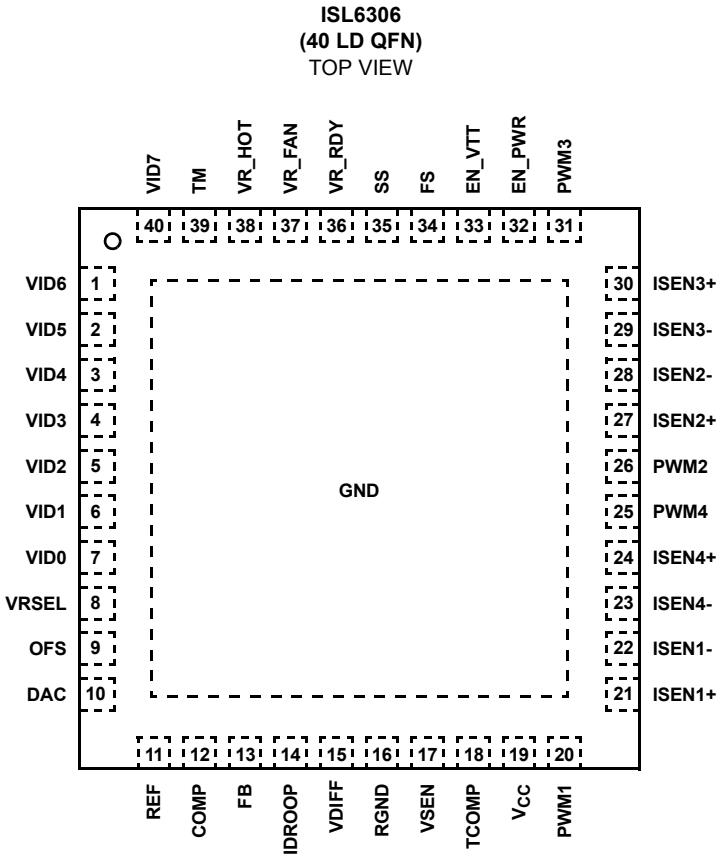 ISL6306
(40 LD QFN)
TOP VIEW
VID7
TM
VR_HOT
VR_FAN
VR_RDY
SS
FS
EN_VTT
EN_PWR
PWM3
40 39 38 37 36 35 34 33 32 31
VID6 1 30 ISEN3+
VID5 2 29 ISEN3-
VID4 3 28 ISEN2-
VID3 4 27 ISEN2+
VID2 5 26 PWM2
GND
VID1 6 25 PWM4
VID0 7 24 ISEN4+
VRSEL 8 23 ISEN4-
OFS 9 22 ISEN1-
DAC 10 21 ISEN1+
11 12 13 14 15 16 17 18 19 20
REF
COMP
FB
IDROOP
VDIFF
RGND
VSEN
TCOMP
VCC
PWM1